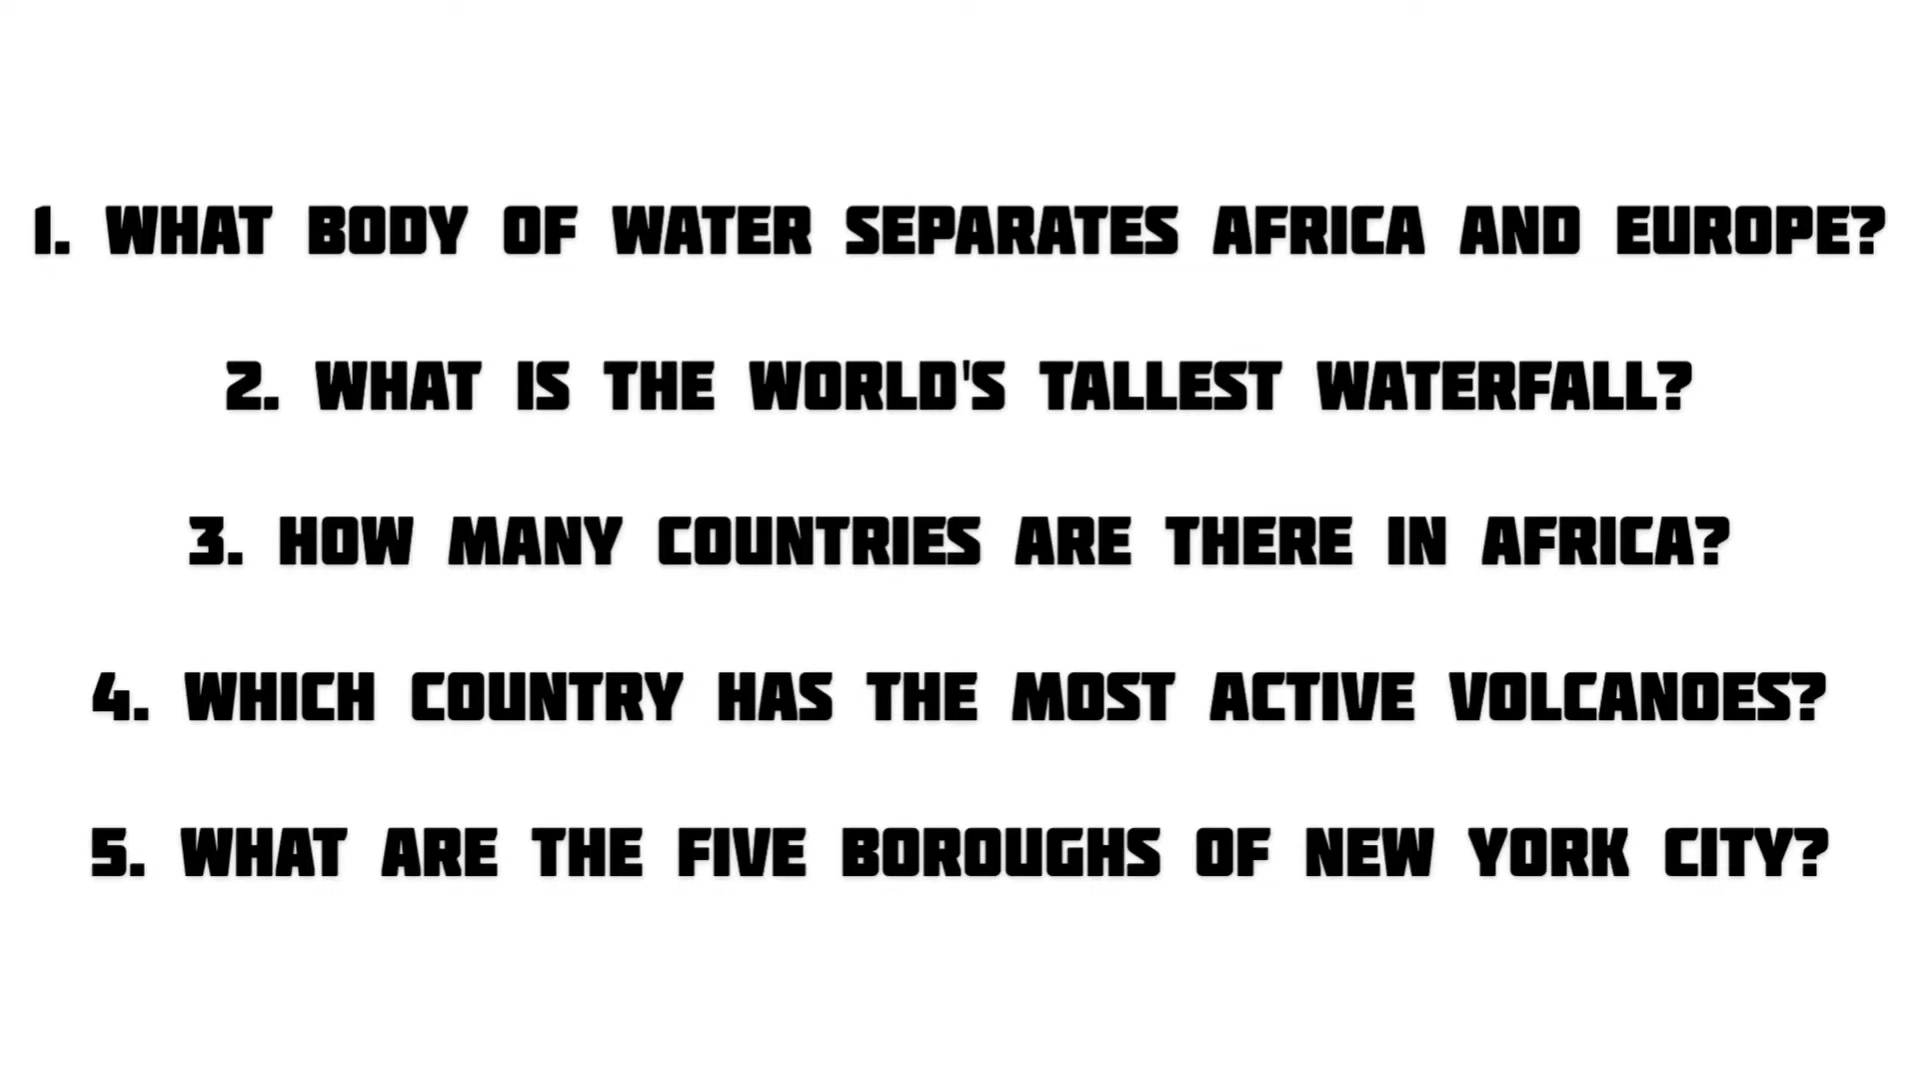 1. WHAT BODY OF WATER SEPARATES AFRICA AND EUROPE?
2. WHAT IS THE WORLD'S TALLEST WATERFALL?
3. HOW MANY COUNTRIES ARE THERE IN AFRICA?
4. WHICH COUNTRY HAS THE MOST ACTIVE VOLCANOES?
5. WHAT ARE THE FIVE BOROUGHS OF NEW YORK CITY?